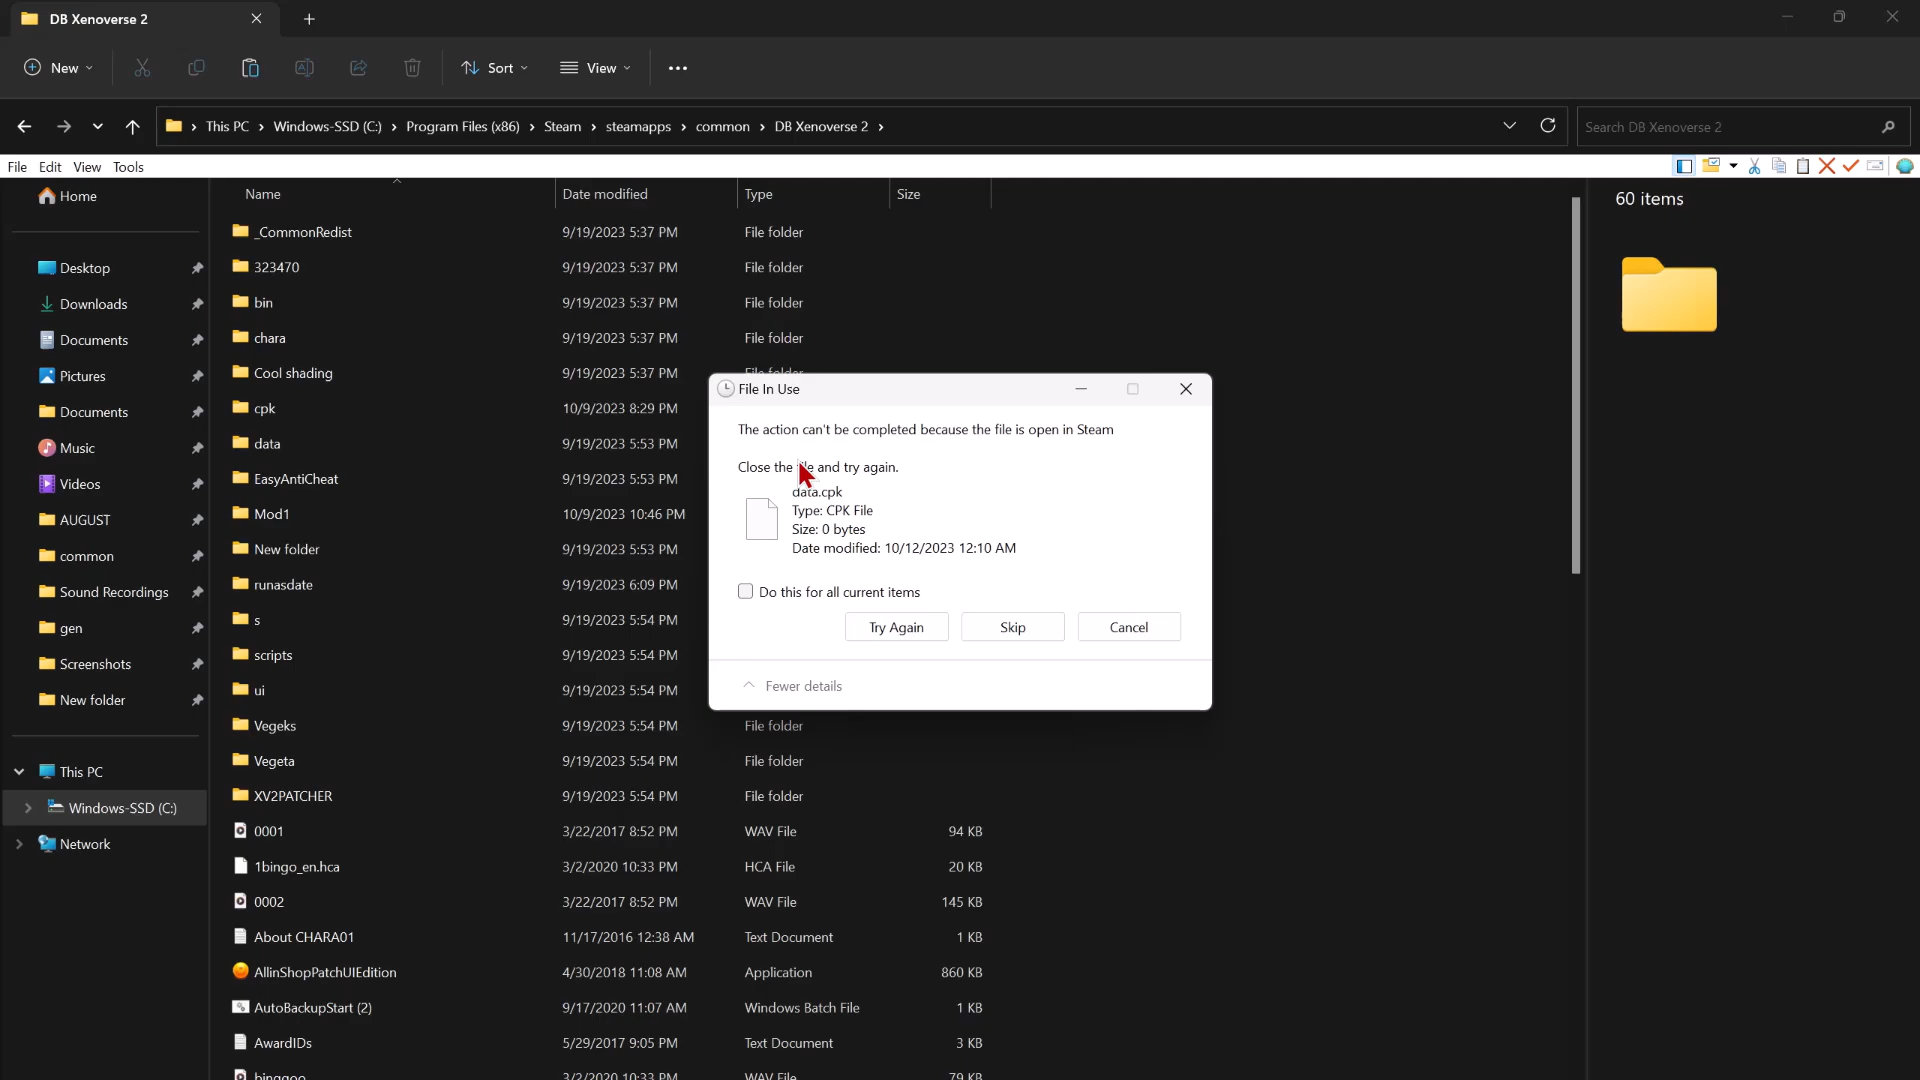 DB Xenoverse 2
New
Sort
View
This PC > Windows-SSD (C:) > Program Files (x86) > Steam > steamapps > common > DB Xenoverse 2 >
Search DB Xenoverse 2
File Edit View Tools
Home
Desktop
Downloads
Documents
Pictures
Documents
Music
Videos
AUGUST
common
Sound Recordings
gen
Screenshots
New folder
This PC
Windows-SSD (C:)
Network
Name Date modified Type Size
_CommonRedist 9/19/2023 5:37 PM File folder
323470 9/19/2023 5:37 PM File folder
bin 9/19/2023 5:37 PM File folder
chara 9/19/2023 5:37 PM File folder
Cool shading 9/19/2023 5:37 PM File folder
cpk 10/9/2023 8:29 PM
data 9/19/2023 5:53 PM
EasyAntiCheat 9/19/2023 5:53 PM
Mod1 10/9/2023 10:46 PM
New folder 9/19/2023 5:53 PM
runasdate 9/19/2023 6:09 PM
s 9/19/2023 5:54 PM
scripts 9/19/2023 5:54 PM
ui 9/19/2023 5:54 PM
Vegeks 9/19/2023 5:54 PM File folder
Vegeta 9/19/2023 5:54 PM File folder
XV2PATCHER 9/19/2023 5:54 PM File folder
0001 3/22/2017 8:52 PM WAV File 94 KB
1bingo_en.hca 3/2/2020 10:33 PM HCA File 20 KB
0002 3/22/2017 8:52 PM WAV File 145 KB
About CHARA01 11/17/2016 12:38 AM Text Document 1 KB
AllinShopPatchUIEdition 4/30/2018 11:08 AM Application 860 KB
AutoBackupStart (2) 9/17/2020 11:07 AM Windows Batch File 1 KB
AwardIDs 5/29/2017 9:05 PM Text Document 3 KB
binggoo 3/2/2020 10:33 PM WAV File 79 KB
File In Use
The action can't be completed because the file is open in Steam
Close the file and try again.
data.cpk
Type: CPK File
Size: 0 bytes
Date modified: 10/12/2023 12:10 AM
Do this for all current items
Try Again
Skip
Cancel
Fewer details
60 items